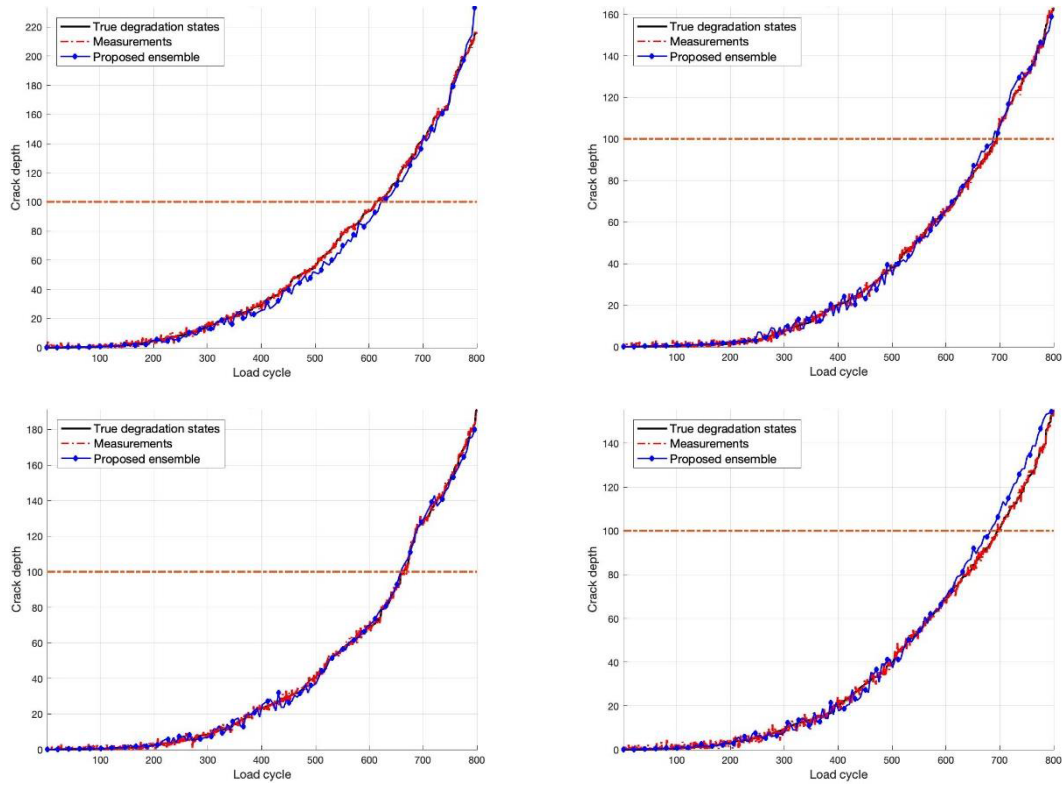 220
200
180
160
140
120
100
80
60
40
20
0
Crack depth
True degradation states
Measurements
Proposed ensemble
100 200 300 400 500 600 700 800
Load cycle
160
140
120
100
80
60
40
20
0
Crack depth
True degradation states
Measurements
Proposed ensemble
100 200 300 400 500 600 700 800
Load cycle
180
160
140
120
100
80
60
40
20
0
Crack depth
True degradation states
Measurements
Proposed ensemble
100 200 300 400 500 600 700 800
Load cycle
140
120
100
80
60
40
20
0
Crack depth
True degradation states
Measurements
Proposed ensemble
100 200 300 400 500 600 700 800
Load cycle